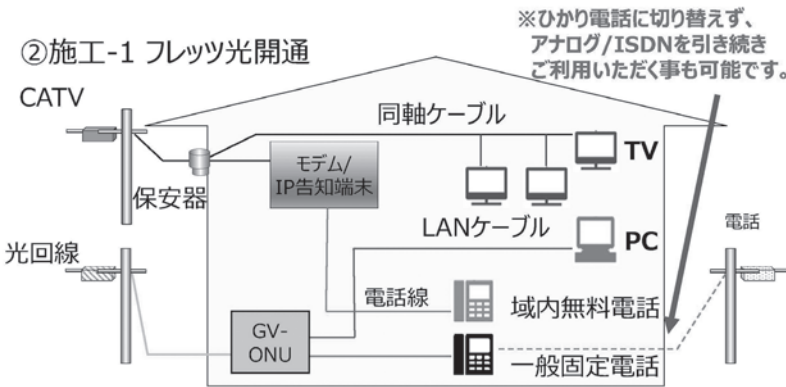 ※ひかり電話に切り替えず、
アナログ/ISDNを引き続き
ご利用いただく事も可能です。
②施工-1 フレッツ光開通
CATV
同軸ケーブル
TV
モデム/
IP告知端末
保安器
LANケーブル
PC
電話
光回線
電話線
域内無料電話
GV-
ONU
一般固定電話